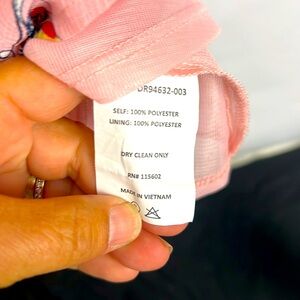 DR94632-003
SELF: 100% POLYESTER
LINING: 100% POLYESTER
DRY CLEAN ONLY
RN# 115602
MADE IN VIETNAM